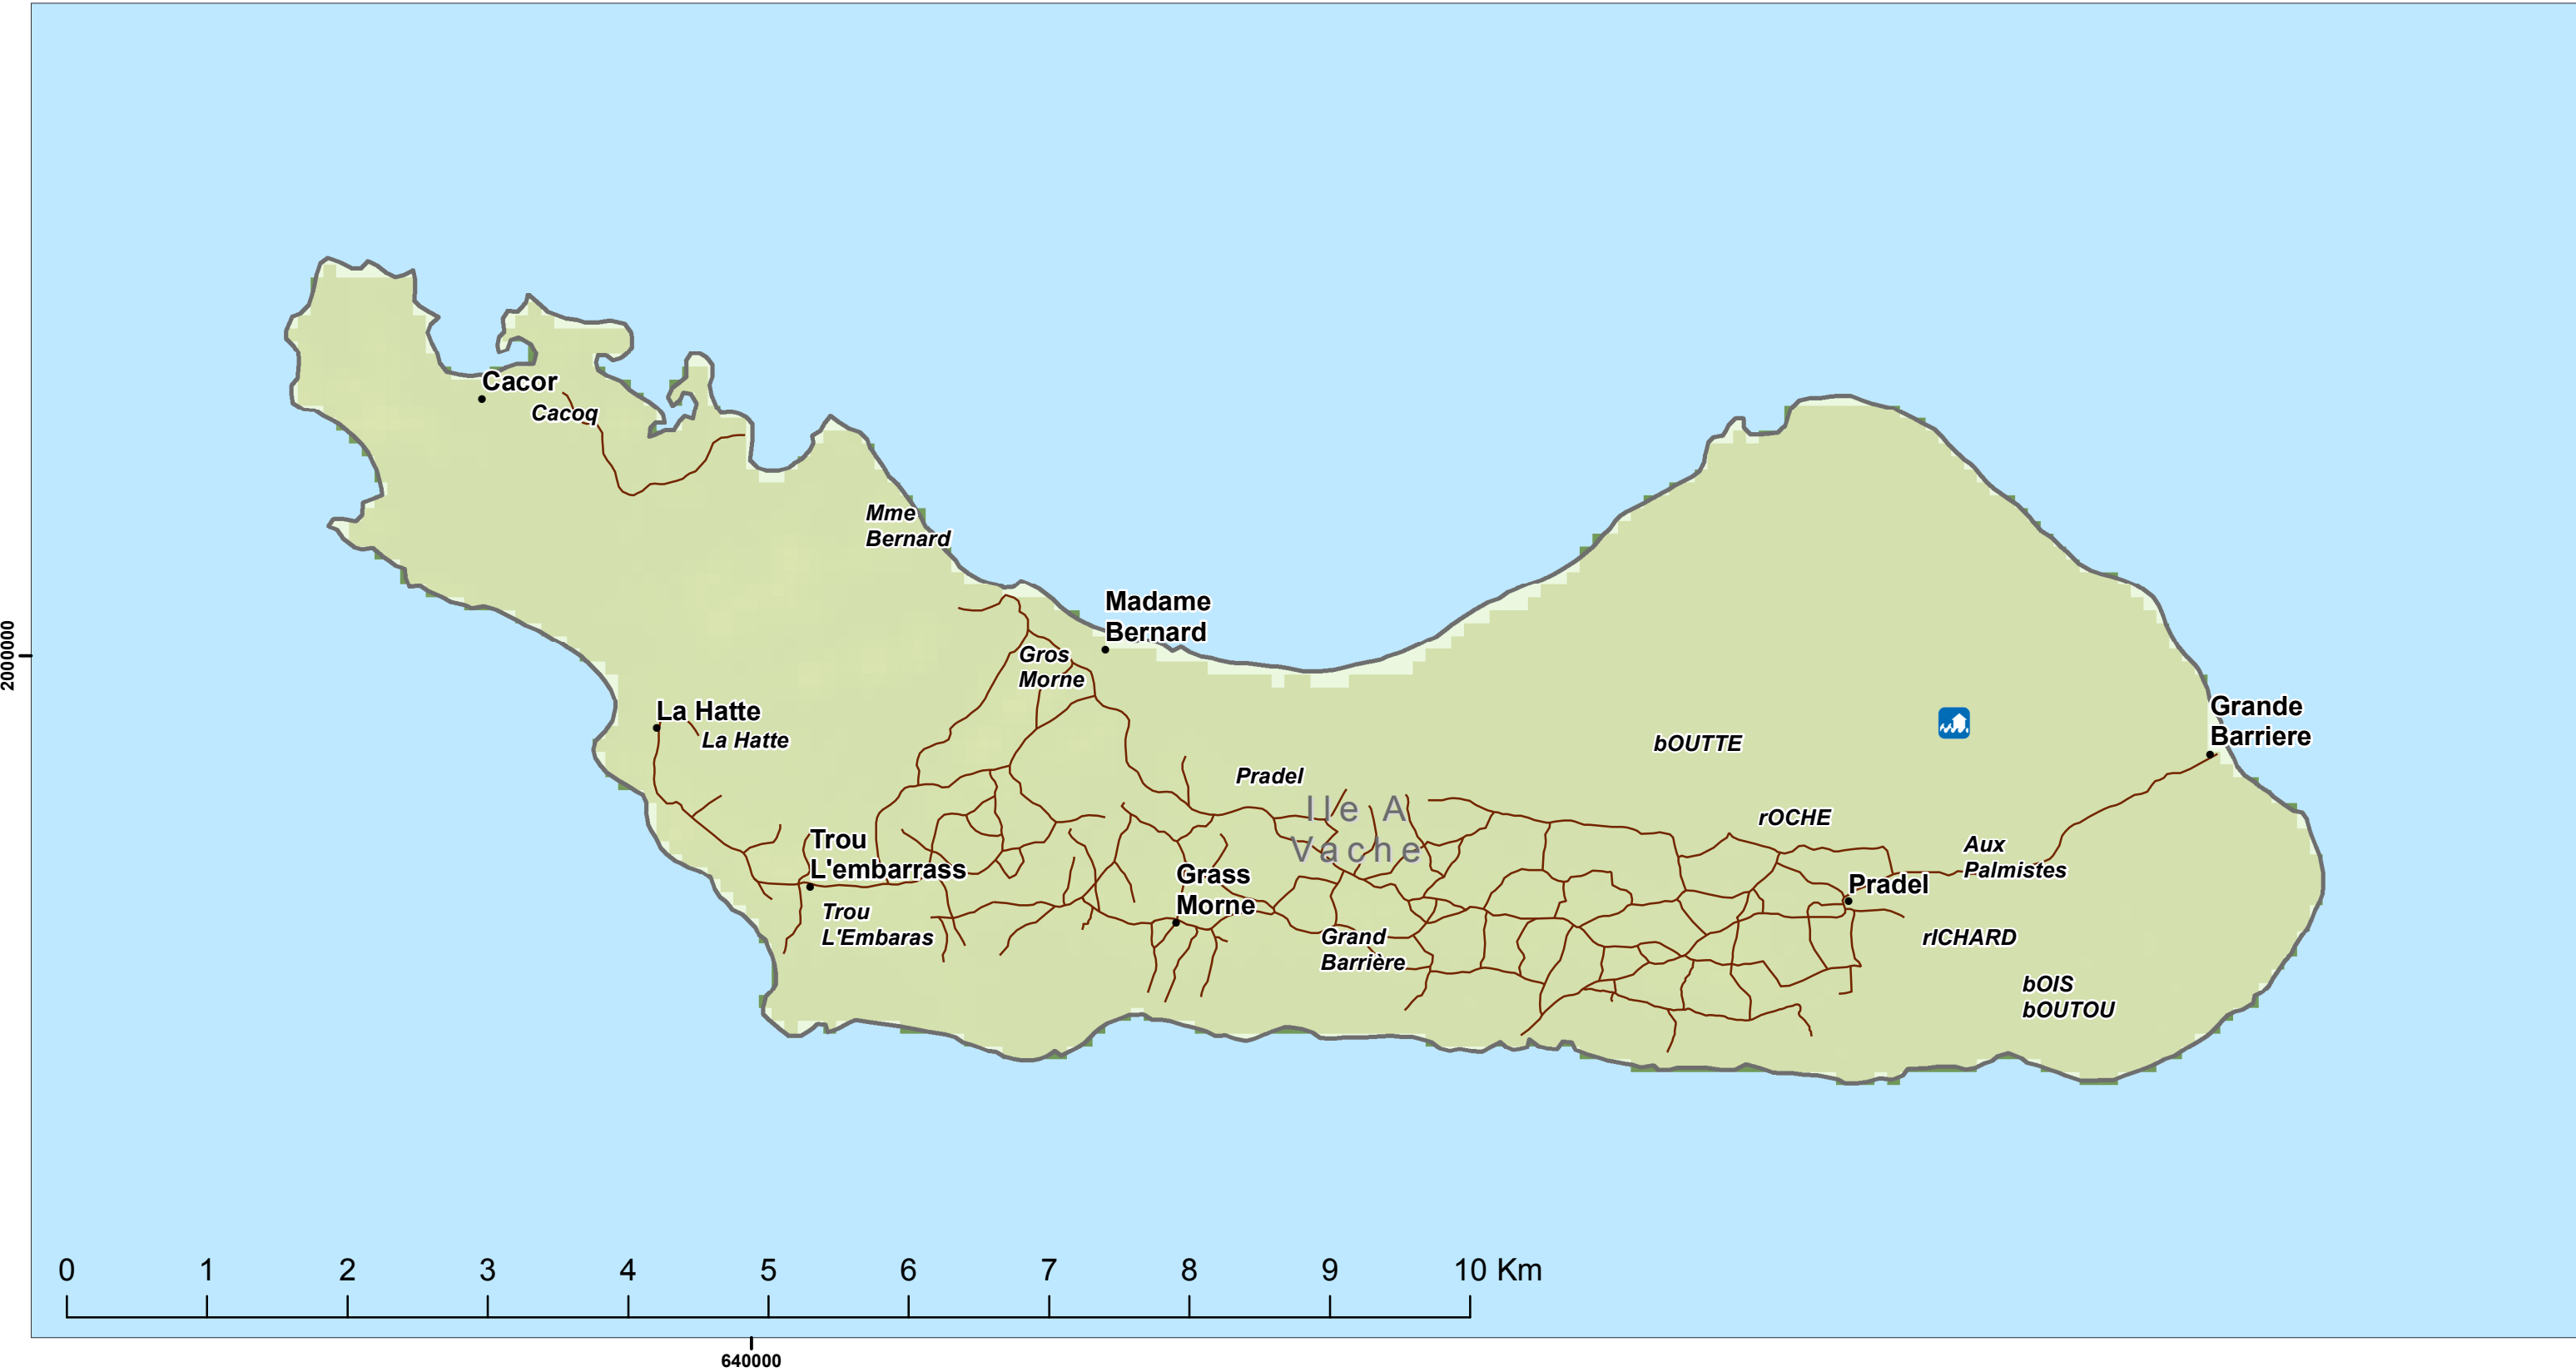 Cacor
Cacoq
Mme
Bernard
Madame
Bernard
2000000
Gros
Morne
La Hatte
La Hatte
Grande
Barriere
bOUTTE
Pradel
Ile A
Vache
rOCHE
Trou
L'embarrass
Aux
Palmistes
Grass
Morne
Pradel
Trou
L'Embaras
Grand
Barrière
rICHARD
bOIS
bOUTOU
0 1 2 3 4 5 6 7 8 9 10 Km
640000